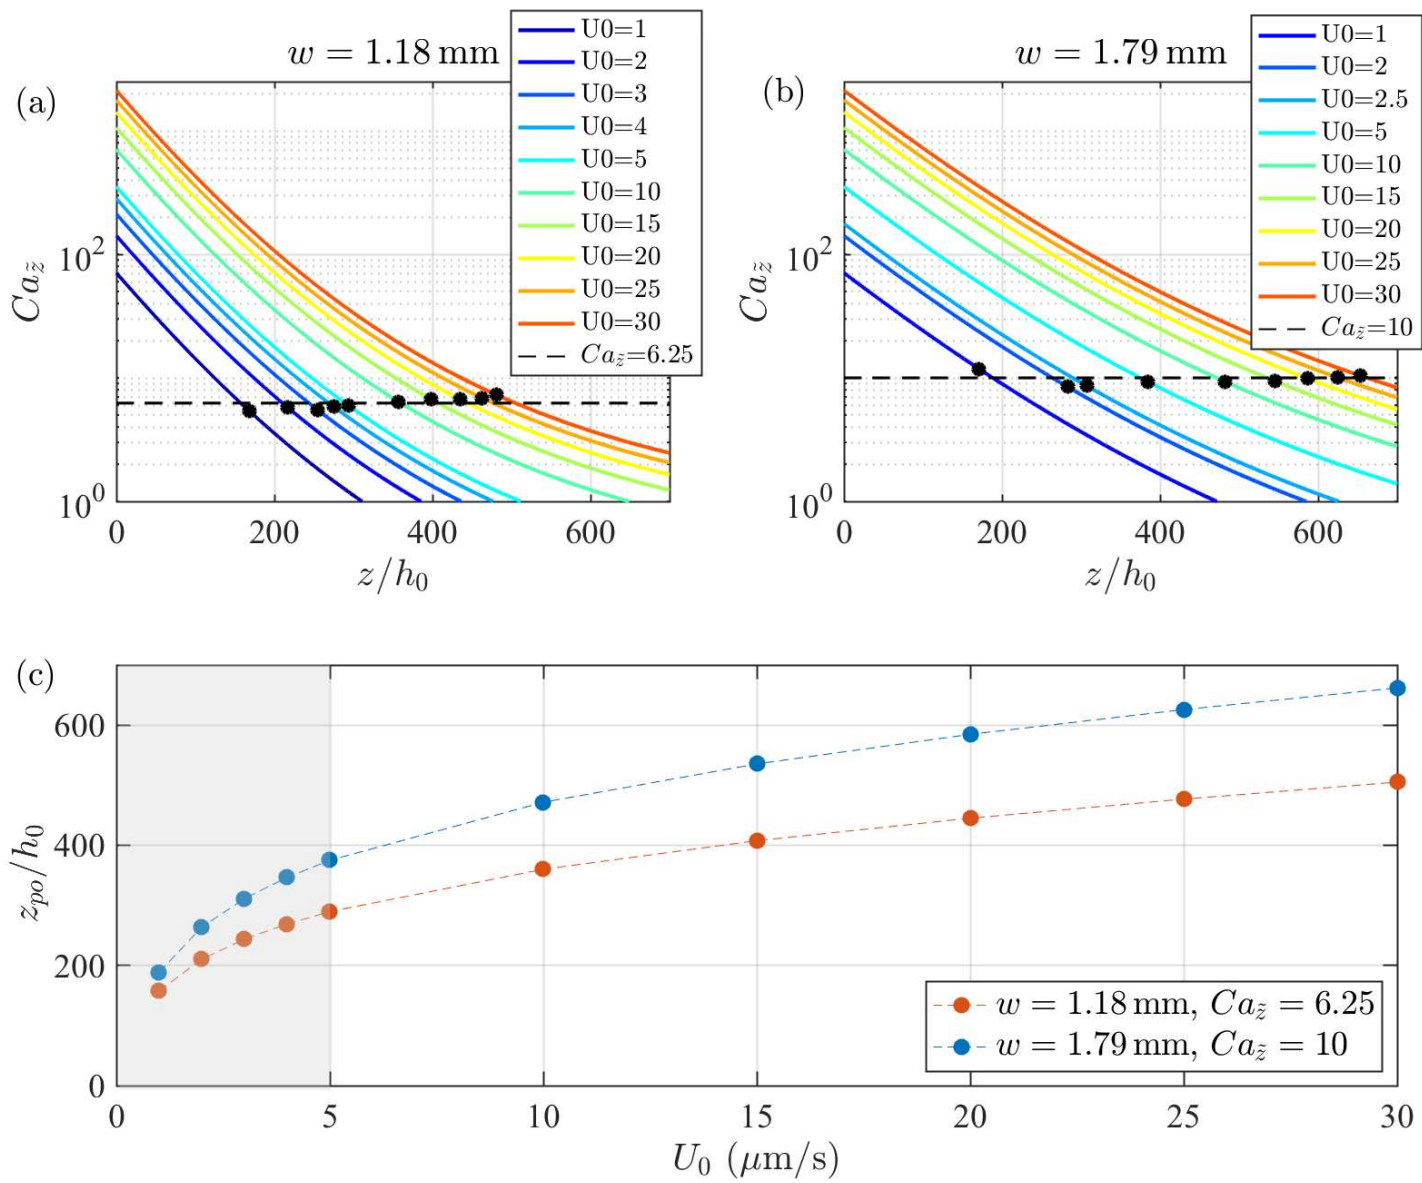 w = 1.18 mm
(a)
U0=1
U0=2
U0=3
U0=4
U0=5
U0=10
U0=15
U0=20
U0=25
U0=30
Ca_z̃=6.25
Ca_z̃
10^2
10^0
0 200 400 600
z/h_0
w = 1.79 mm
(b)
U0=1
U0=2
U0=2.5
U0=5
U0=10
U0=15
U0=20
U0=25
U0=30
Ca_z̃=10
Ca_z̃
10^2
10^0
0 200 400 600
z/h_0
(c)
z_po/h_0
600
400
200
0
w = 1.18 mm, Ca_z̃ = 6.25
w = 1.79 mm, Ca_z̃ = 10
0 5 10 15 20 25 30
U_0 (μm/s)